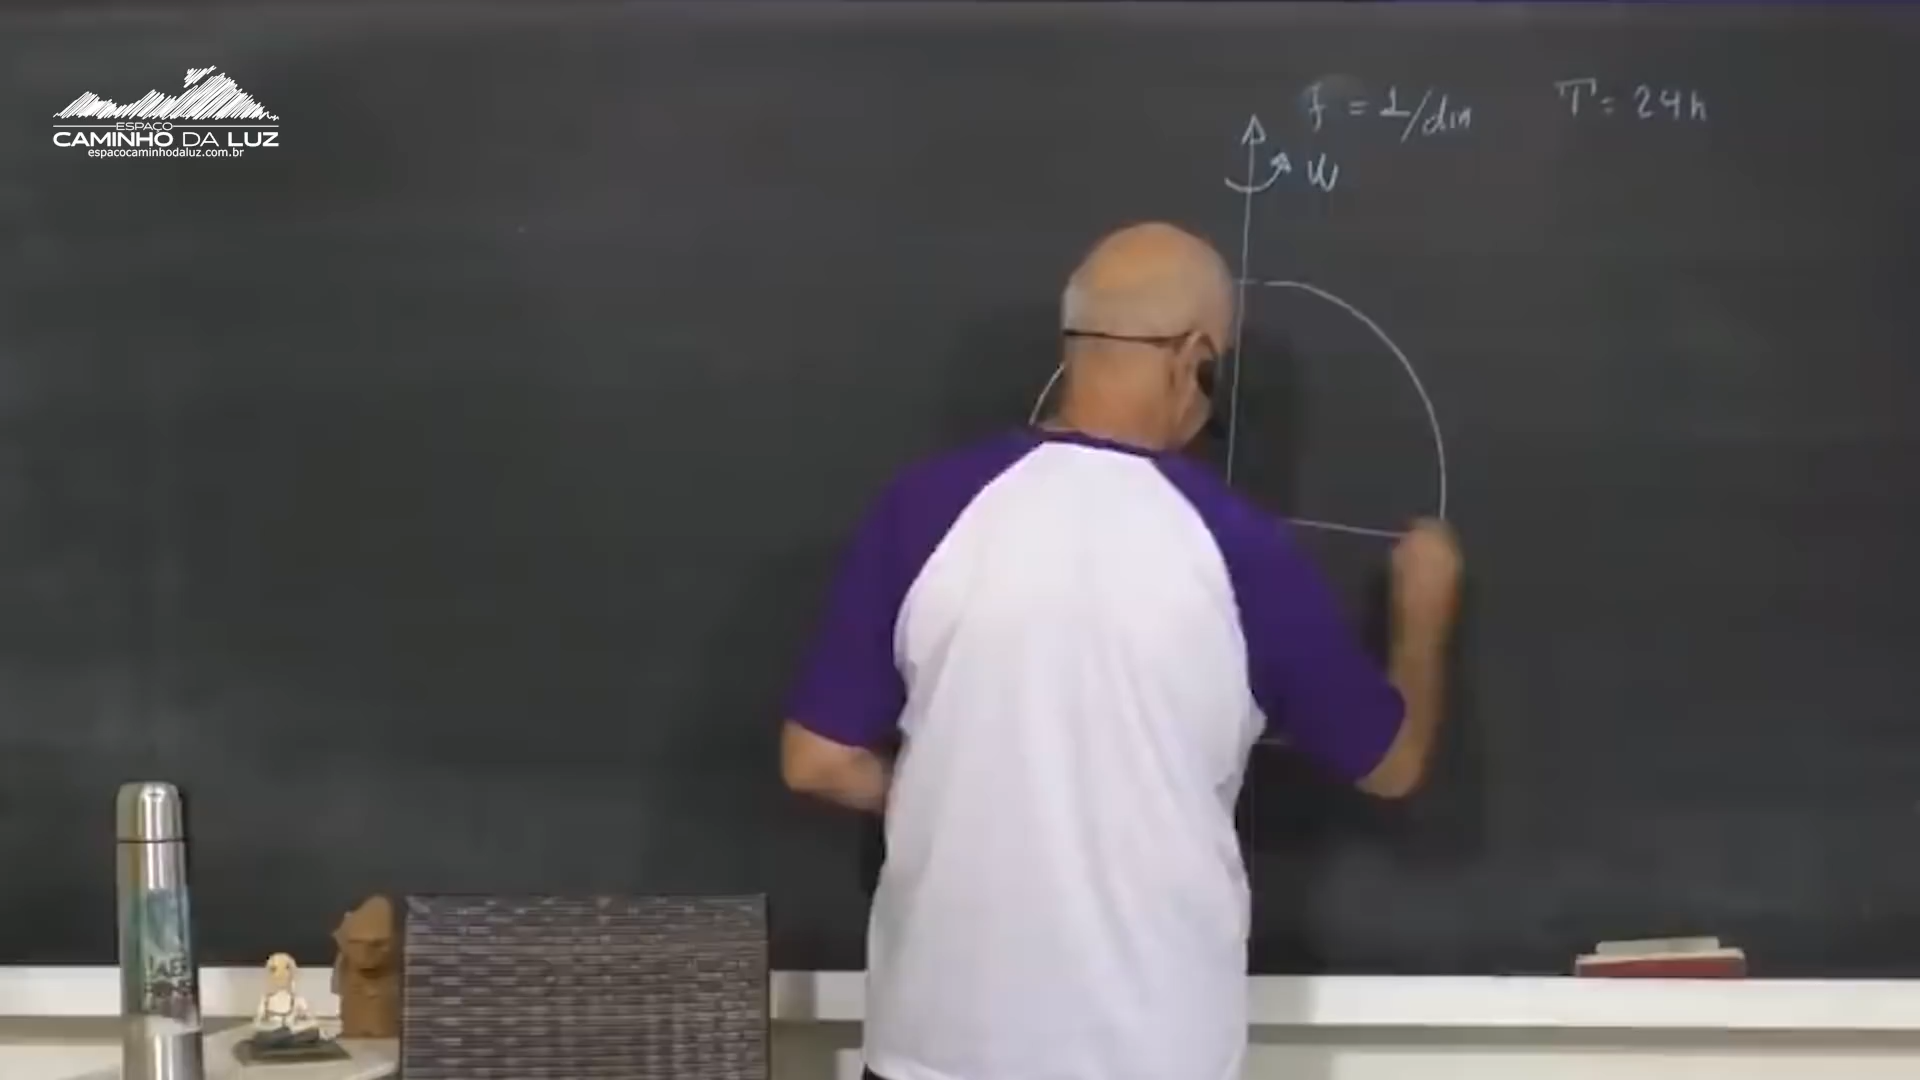 ESPAÇO
CAMINHO DA LUZ
espacocaminhodaluz.com.br
f = 1/dia
T = 24h
W